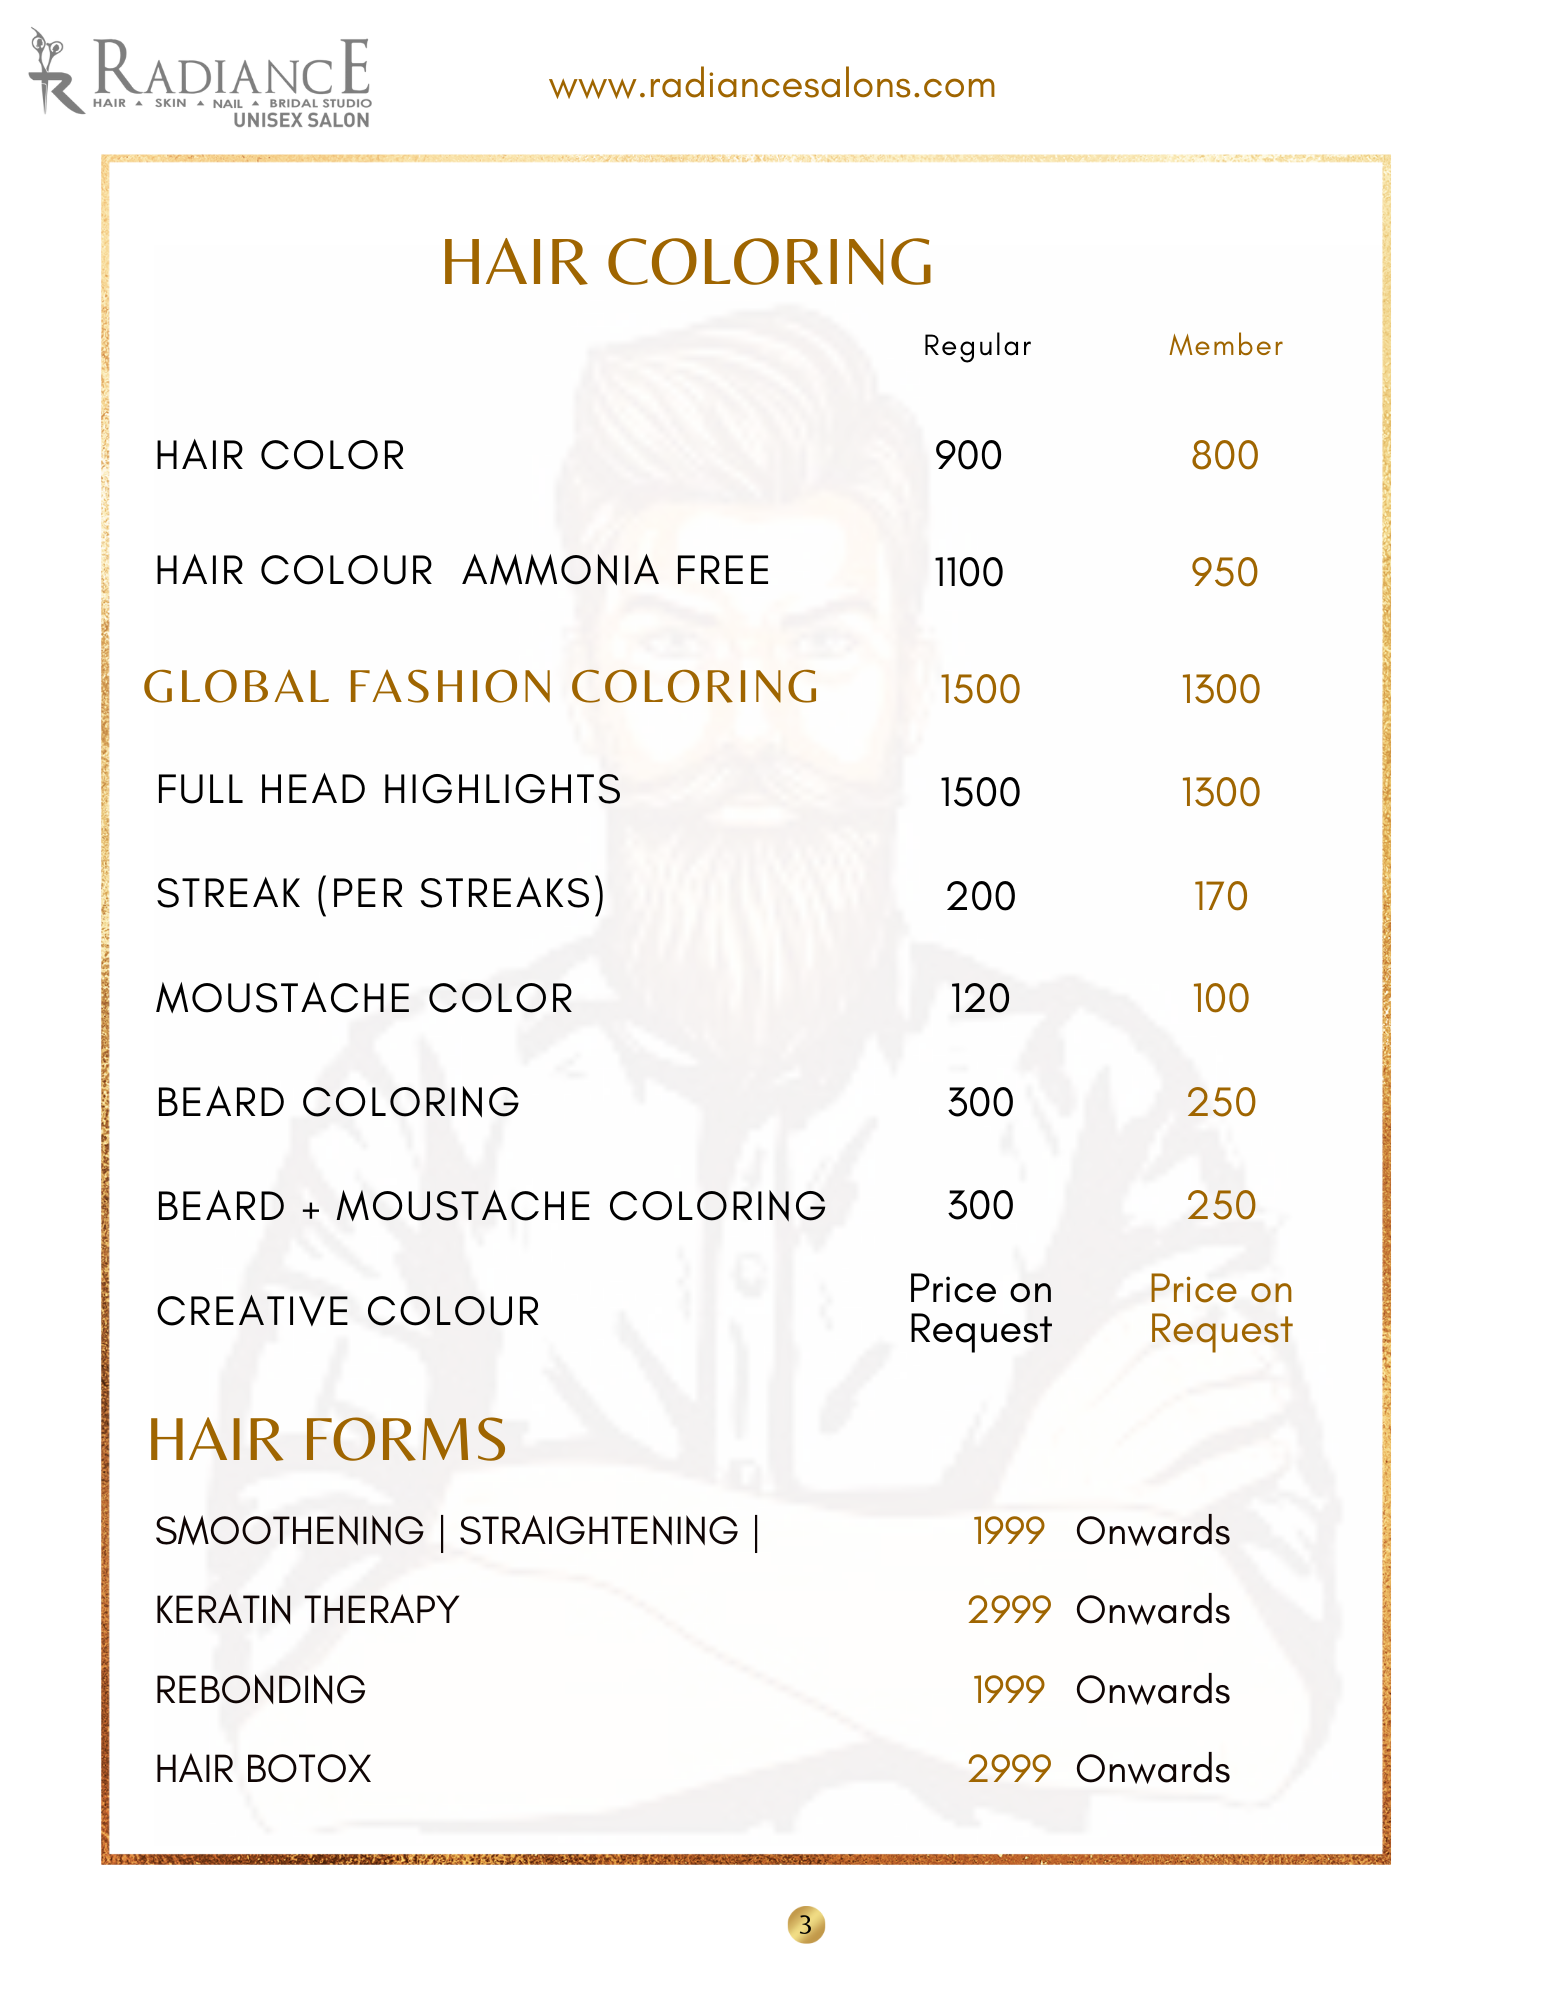 RADIANCE
HAIR ▲ SKIN ▲ NAIL ▲ BRIDAL STUDIO
UNISEX SALON
www.radiancesalons.com
HAIR COLORING
Regular Member
HAIR COLOR 900 800
HAIR COLOUR AMMONIA FREE 1100 950
GLOBAL FASHION COLORING 1500 1300
FULL HEAD HIGHLIGHTS 1500 1300
STREAK (PER STREAKS) 200 170
MOUSTACHE COLOR 120 100
BEARD COLORING 300 250
BEARD + MOUSTACHE COLORING 300 250
CREATIVE COLOUR Price on Request Price on Request
HAIR FORMS
SMOOTHENING | STRAIGHTENING | 1999 Onwards
KERATIN THERAPY 2999 Onwards
REBONDING 1999 Onwards
HAIR BOTOX 2999 Onwards
3